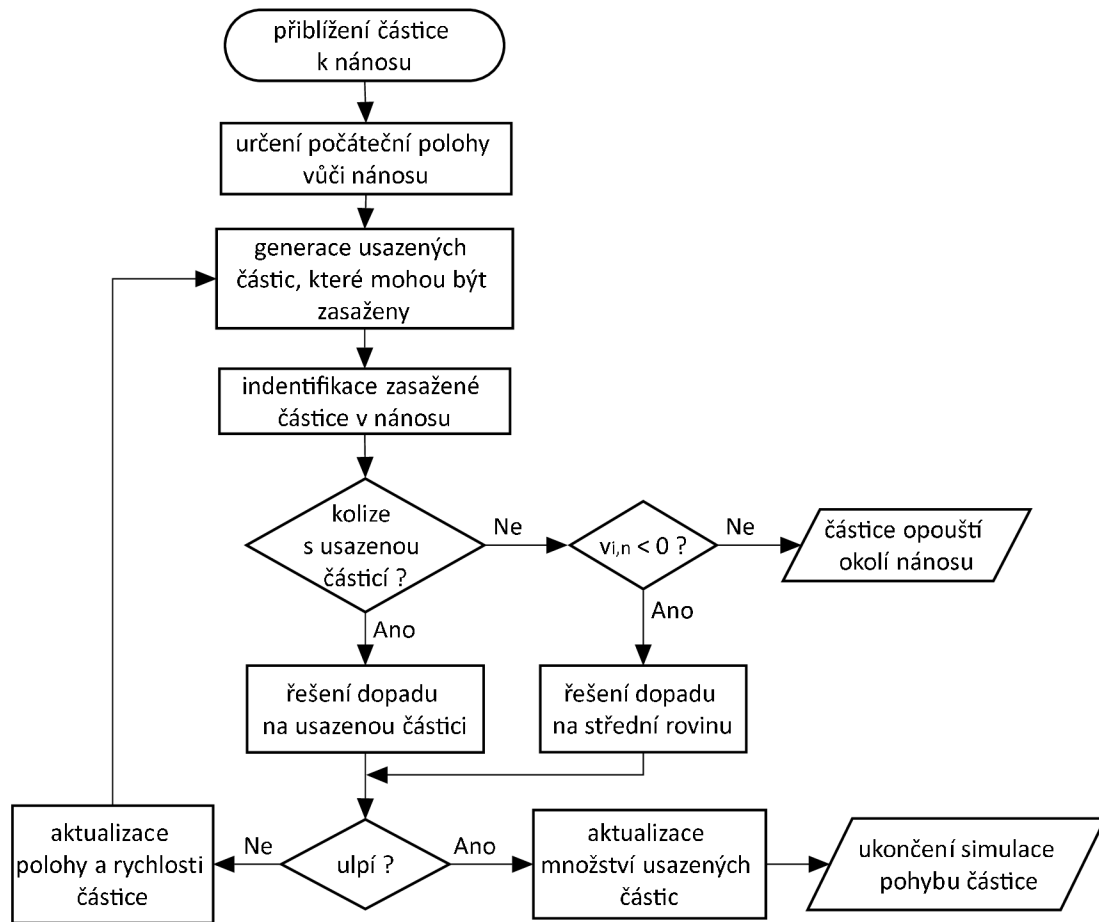 přiblížení částice
k nánosu
určení počáteční polohy
vůči nánosu
generace usazených
částic, které mohou být
zasaženy
indentifikace zasažené
částice v nánosu
kolize
s usazenou
částicí ?
Ne
vi,n < 0 ?
Ne
částice opouští
okolí nánosu
Ano
Ano
řešení dopadu
na usazenou částici
řešení dopadu
na střední rovinu
aktualizace
polohy a rychlosti
částice
Ne
ulpí ?
Ano
aktualizace
množství usazených
částic
ukončení simulace
pohybu částice